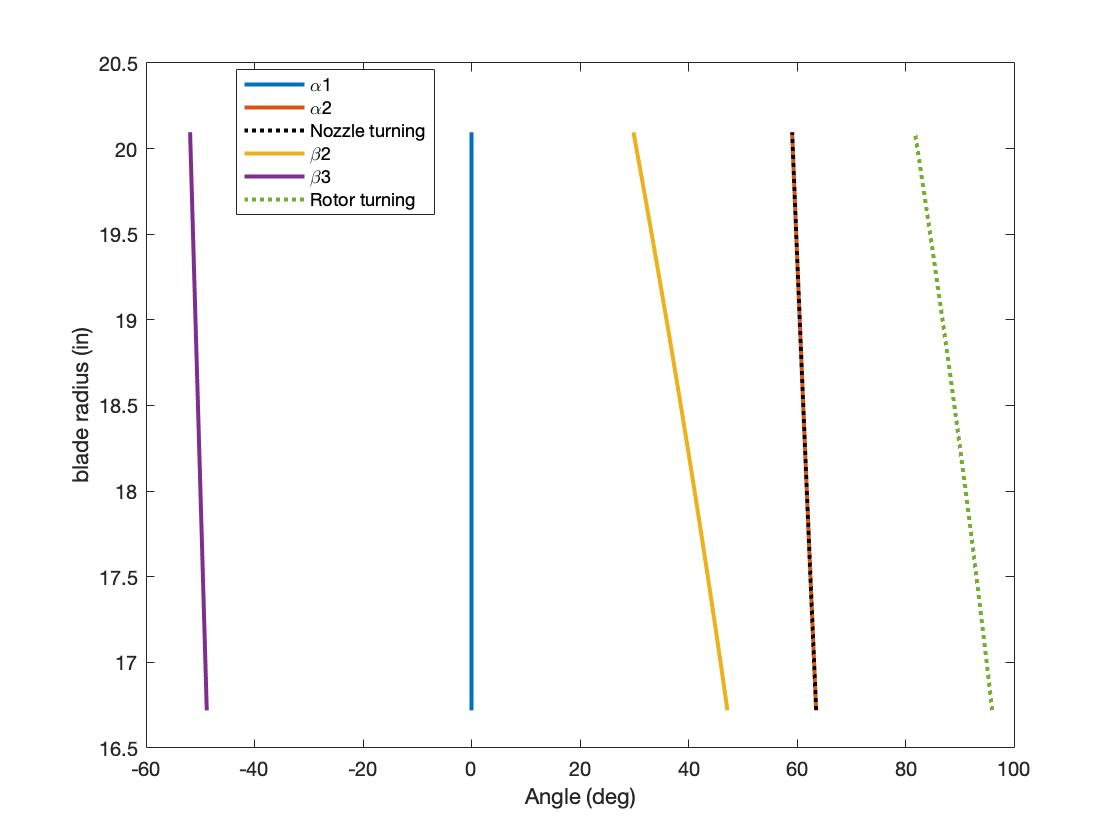 20.5
20
19.5
19
18.5
18
17.5
17
16.5
blade radius (in)
α1
α2
Nozzle turning
β2
β3
Rotor turning
-60 -40 -20 0 20 40 60 80 100
Angle (deg)